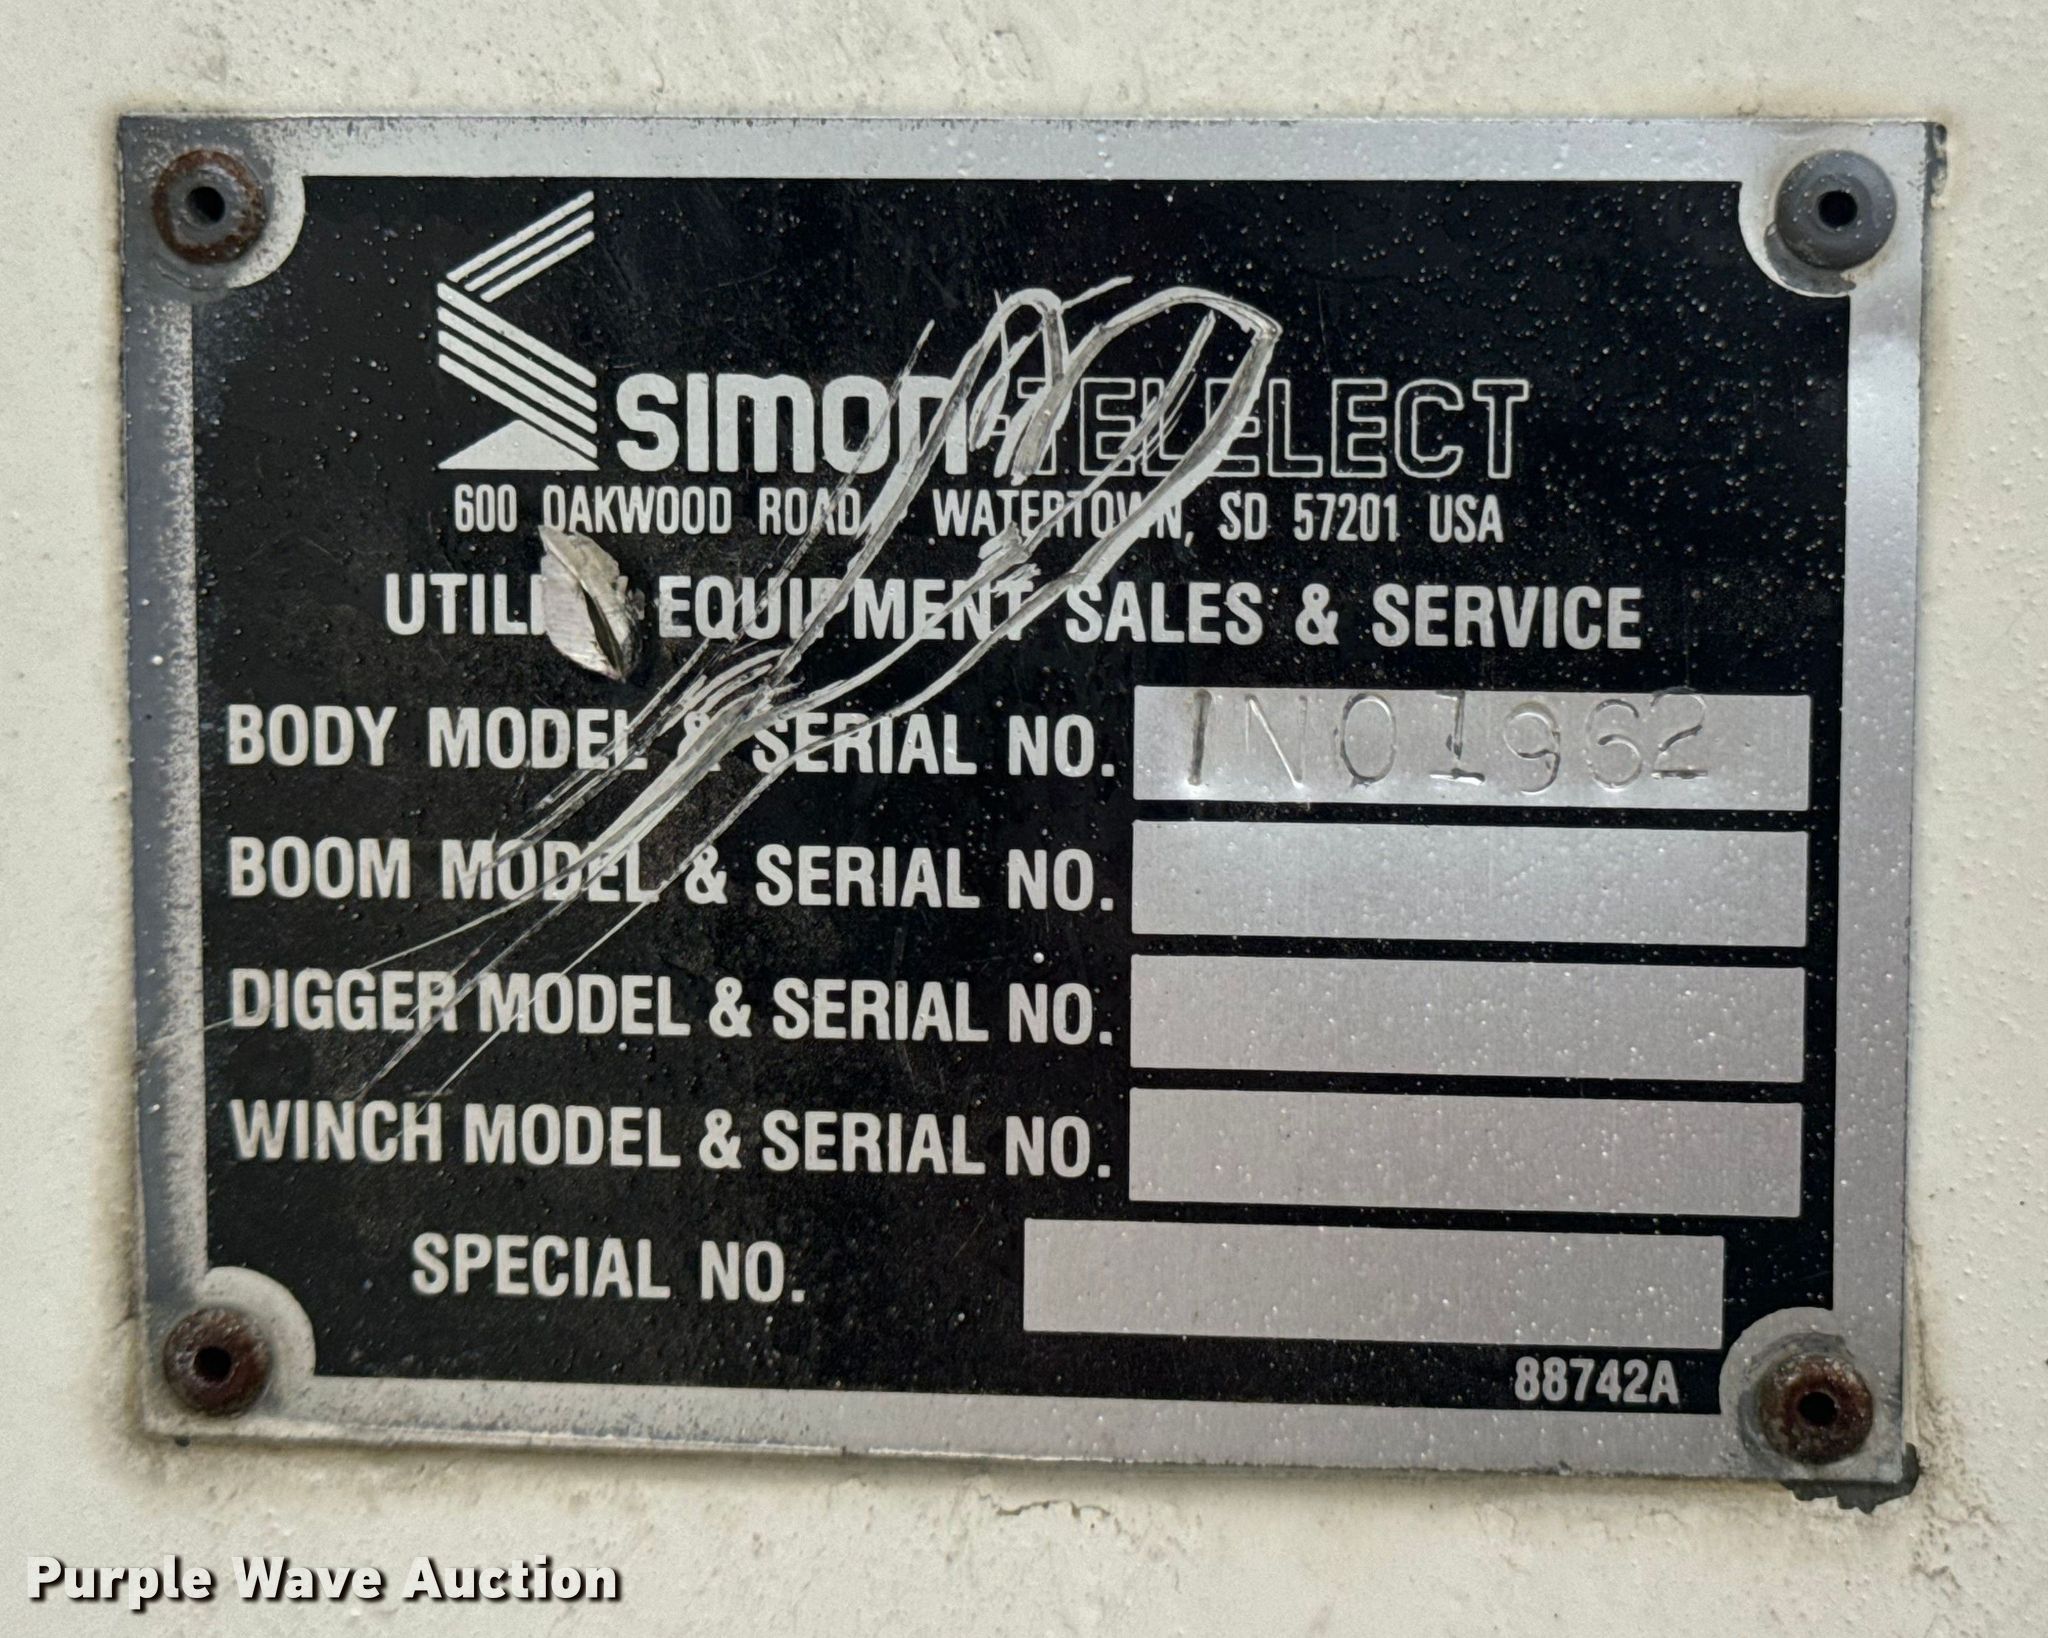 SIMON-TELELECT
600 OAKWOOD ROAD, WATERTOWN, SD 57201 USA
UTILITY EQUIPMENT SALES & SERVICE
BODY MODEL & SERIAL NO. INO1962
BOOM MODEL & SERIAL NO.
DIGGER MODEL & SERIAL NO.
WINCH MODEL & SERIAL NO.
SPECIAL NO.
88742A
Purple Wave Auction